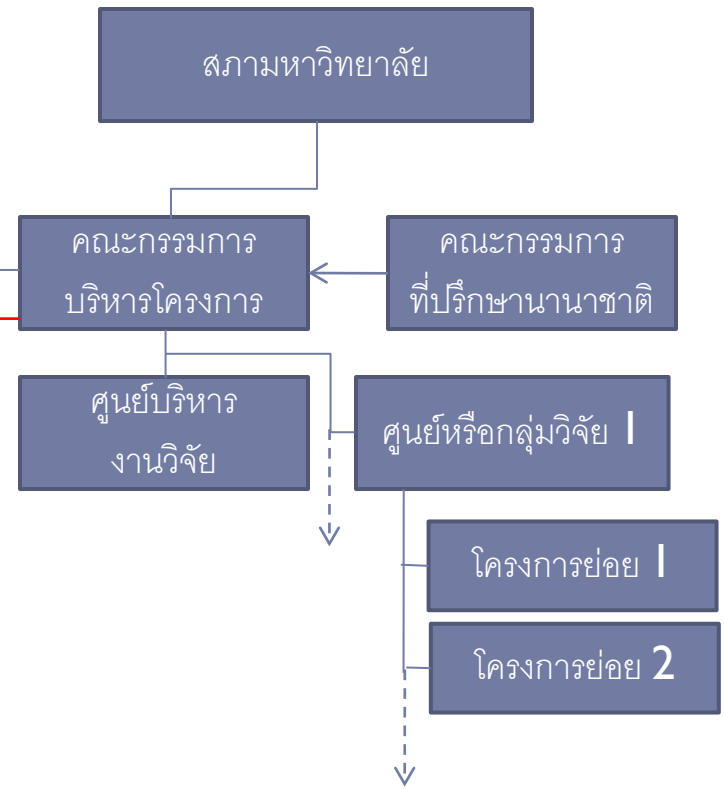 สภามหาวิทยาลัย
คณะกรรมการ
บริหารโครงการ
คณะกรรมการ
ที่ปรึกษานานาชาติ
ศูนย์บริหาร
งานวิจัย
ศูนย์หรือกลุ่มวิจัย 1
โครงการย่อย 1
โครงการย่อย 2